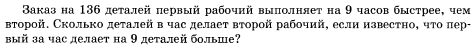 Заказ на 136 деталей первый рабочий выполняет на 9 часов быстрее, чем
второй. Сколько деталей в час делает второй рабочий, если известно, что пер-
вый за час делает на 9 деталей больше?